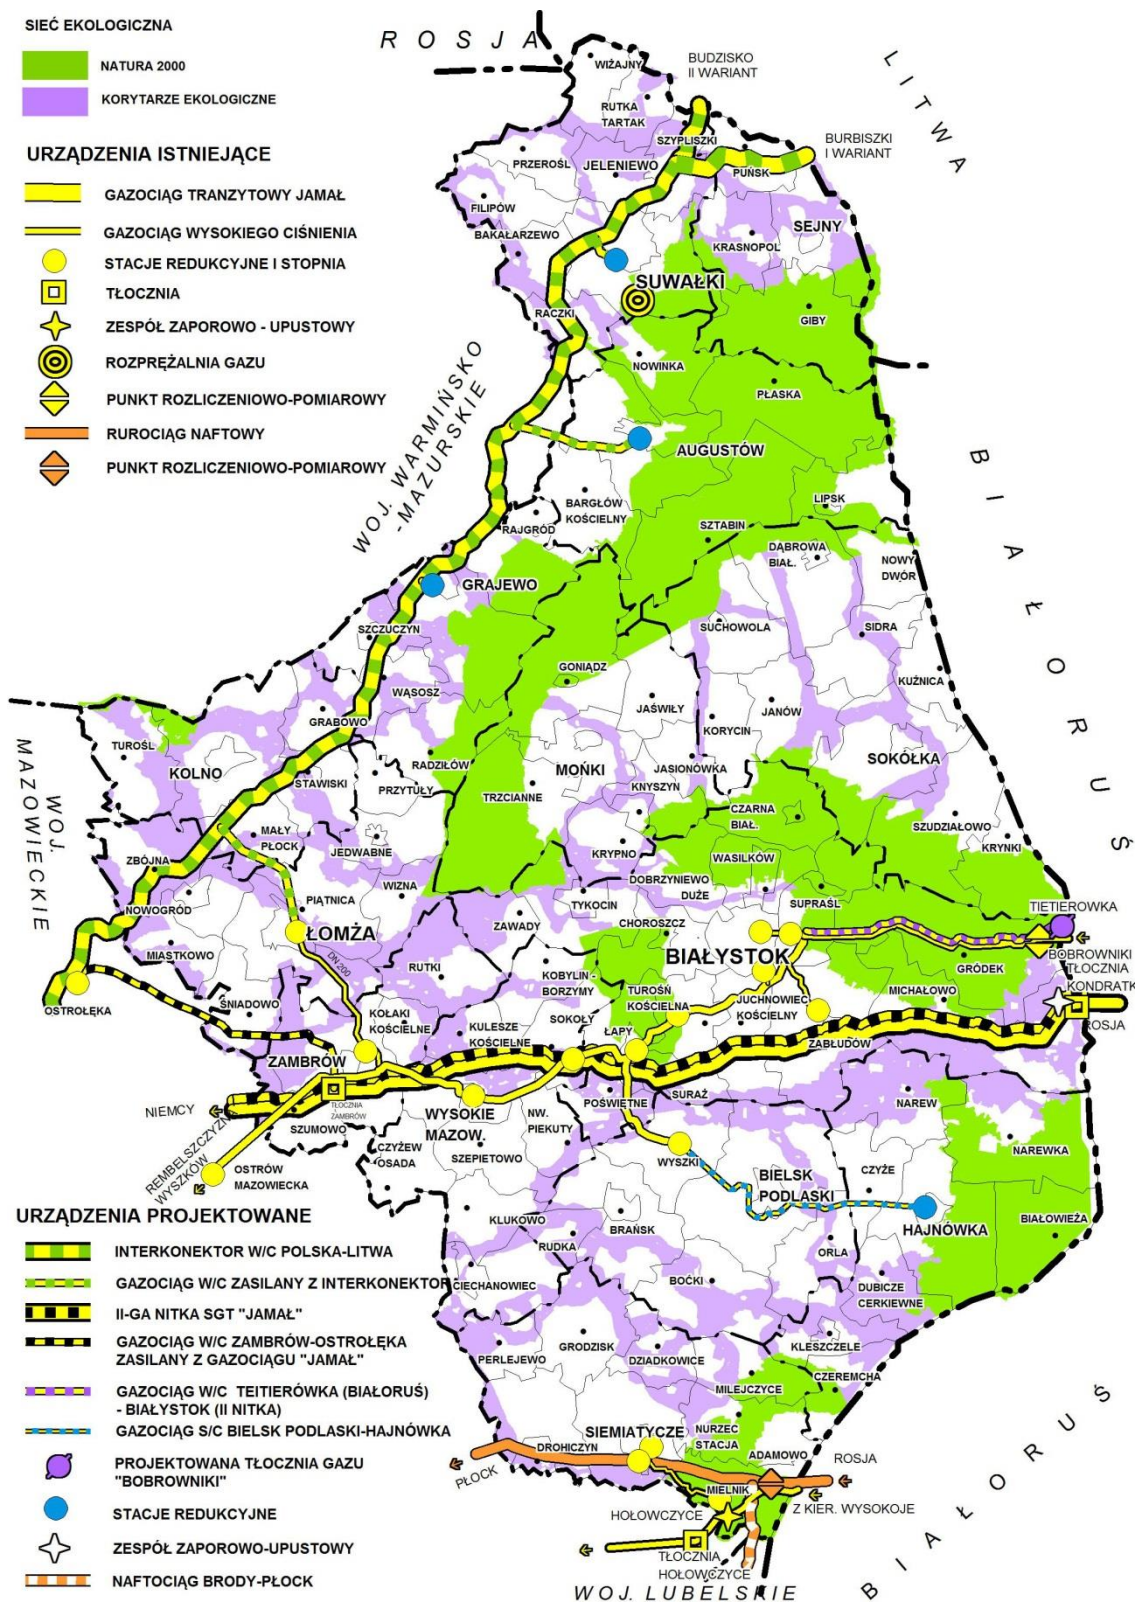 SIEĆ EKOLOGICZNA
NATURA 2000
KORYTARZE EKOLOGICZNE
URZĄDZENIA ISTNIEJĄCE
GAZOCIĄG TRANZYTOWY JAMAŁ
GAZOCIĄG WYSOKIEGO CIŚNIENIA
STACJE REDUKCYJNE I STOPNIA
TŁOCZNIA
ZESPÓŁ ZAPOROWO - UPUSTOWY
ROZPRĘŻALNIA GAZU
PUNKT ROZLICZENIOWO-POMIAROWY
RUROCIĄG NAFTOWY
PUNKT ROZLICZENIOWO-POMIAROWY
ROSJA
LITWA
BIAŁORUŚ
BIAŁORUŚ
WOJ. WARMIŃSKO
-MAZURSKIE
WOJ.
MAZOWIECKIE
WOJ. LUBELSKIE
BUDZISKO
II WARIANT
BURBISZKI
I WARIANT
WIŻAJNY
RUTKA
TARTAK
SZYPLISZKI
PRZEROŚL
JELENIEWO
PUŃSK
FILIPÓW
BAKAŁARZEWO
KRASNOPOL
SEJNY
SUWAŁKI
RACZKI
GIBY
NOWINKA
PŁASKA
AUGUSTÓW
BARGŁÓW
KOŚCIELNY
RAJGRÓD
LIPSK
SZTABIN
DĄBROWA
BIAŁ.
NOWY
DWÓR
GRAJEWO
SZCZUCZYN
SUCHOWOLA
SIDRA
GONIĄDZ
KUŹNICA
WĄSOSZ
GRABOWO
JAŚWIŁY
JANÓW
KORYCIN
TUROŚL
KOLNO
STAWISKI
RADZIŁÓW
PRZYTUŁY
TRZCIANNE
MOŃKI
JASIONÓWKA
KNYSZYN
SOKÓŁKA
CZARNA
BIAŁ.
SZUDZIAŁOWO
KRYNKI
MAŁY
PŁOCK
JEDWABNE
ZBÓJNA
KRYPNO
WASILKÓW
DOBRZYNIEWO
DUŻE
WIZNA
PIĄTNICA
TYKOCIN
SUPRAŚL
TIETIEROWKA
NOWOGRÓD
ŁOMŻA
ZAWADY
CHOROSZCZ
BIAŁYSTOK
MIASTKOWO
DN 200
RUTKI
KOBYLIN -
BORZYMY
GRÓDEK
BOBROWNIKI
TŁOCZNIA
KONDRATK
ROSJA
OSTROŁĘKA
ŚNIADOWO
KOŁAKI
KOŚCIELNE
KULESZE
KOŚCIELNE
SOKOŁY
TUROŚŃ
KOŚCIELNA
JUCHNOWIEC
KOŚCIELNY
MICHAŁOWO
ŁAPY
ZABŁUDÓW
ZAMBRÓW
TŁOCZNIA
ZAMBRÓW
NIEMCY
SZUMOWO
WYSOKIE
MAZOW.
NW.
PIEKUTY
POŚWIĘTNE
SURAŻ
NAREW
REMBELSZCZYZN
WYSZKÓW
OSTRÓW
MAZOWIECKA
CZYŻEW
OSADA
SZEPIETOWO
WYSZKI
BIELSK
PODLASKI
CZYŻE
NAREWKA
KLUKOWO
BRAŃSK
HAJNÓWKA
BIAŁOWIEŻA
RUDKA
ORLA
CIECHANOWIEC
BOĆKI
DUBICZE
CERKIEWNE
PERLEJEWO
GRODZISK
DZIADKOWICE
KLESZCZELE
MILEJCZYCE
CZEREMCHA
SIEMIATYCZE
NURZEC
STACJA
DROHICZYN
ADAMOWO
PŁOCK
MIELNIK
ROSJA
Z KIER. WYSOKOJE
HOŁOWCZYCE
TŁOCZNIA
HOŁOWCZYCE
URZĄDZENIA PROJEKTOWANE
INTERKONEKTOR W/C POLSKA-LITWA
GAZOCIĄG W/C ZASILANY Z INTERKONEKTOR
II-GA NITKA SGT "JAMAŁ"
GAZOCIĄG W/C ZAMBRÓW-OSTROŁĘKA
ZASILANY Z GAZOCIĄGU "JAMAŁ"
GAZOCIĄG W/C TEITIERÓWKA (BIAŁORUŚ)
- BIAŁYSTOK (II NITKA)
GAZOCIĄG S/C BIELSK PODLASKI-HAJNÓWKA
PROJEKTOWANA TŁOCZNIA GAZU
"BOBROWNIKI"
STACJE REDUKCYJNE
ZESPÓŁ ZAPOROWO-UPUSTOWY
NAFTOCIĄG BRODY-PŁOCK